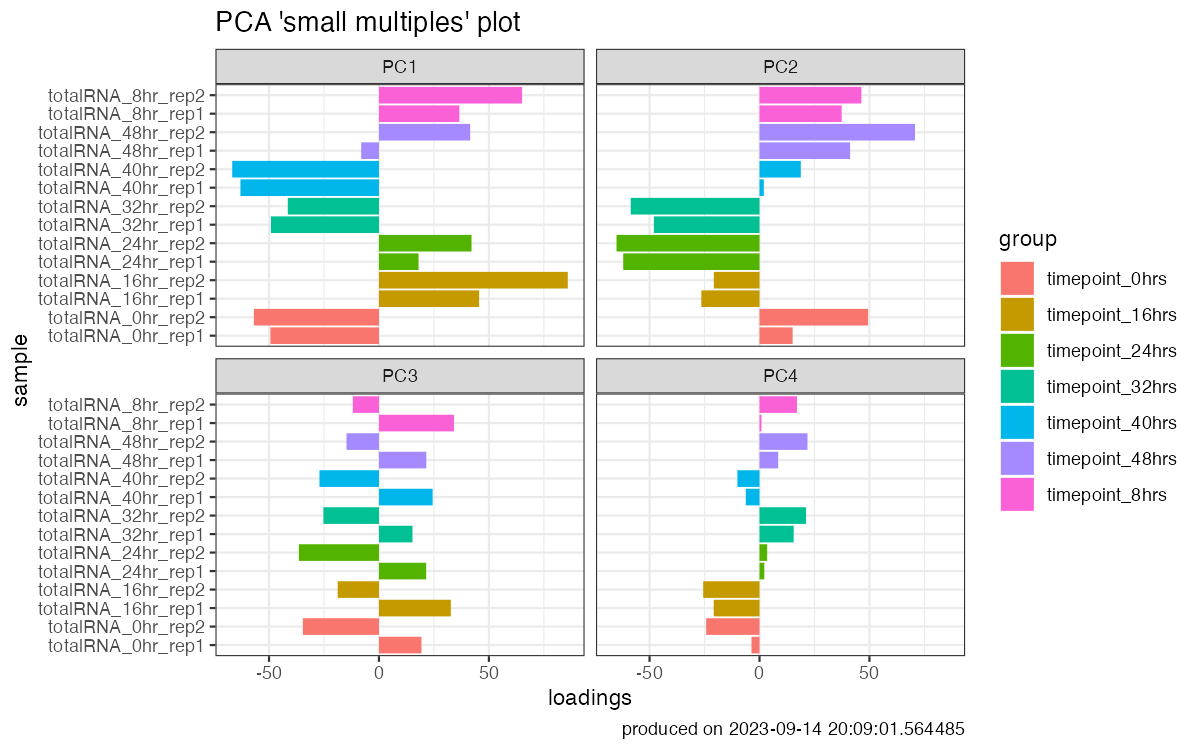 PCA 'small multiples' plot
PC1
PC2
totalRNA_8hr_rep2
totalRNA_8hr_rep1
totalRNA_48hr_rep2
totalRNA_48hr_rep1
totalRNA_40hr_rep2
totalRNA_40hr_rep1
totalRNA_32hr_rep2
totalRNA_32hr_rep1
totalRNA_24hr_rep2
totalRNA_24hr_rep1
totalRNA_16hr_rep2
totalRNA_16hr_rep1
totalRNA_0hr_rep2
totalRNA_0hr_rep1
sample
PC3
PC4
totalRNA_8hr_rep2
totalRNA_8hr_rep1
totalRNA_48hr_rep2
totalRNA_48hr_rep1
totalRNA_40hr_rep2
totalRNA_40hr_rep1
totalRNA_32hr_rep2
totalRNA_32hr_rep1
totalRNA_24hr_rep2
totalRNA_24hr_rep1
totalRNA_16hr_rep2
totalRNA_16hr_rep1
totalRNA_0hr_rep2
totalRNA_0hr_rep1
-50 0 50
-50 0 50
loadings
group
timepoint_0hrs
timepoint_16hrs
timepoint_24hrs
timepoint_32hrs
timepoint_40hrs
timepoint_48hrs
timepoint_8hrs
produced on 2023-09-14 20:09:01.564485